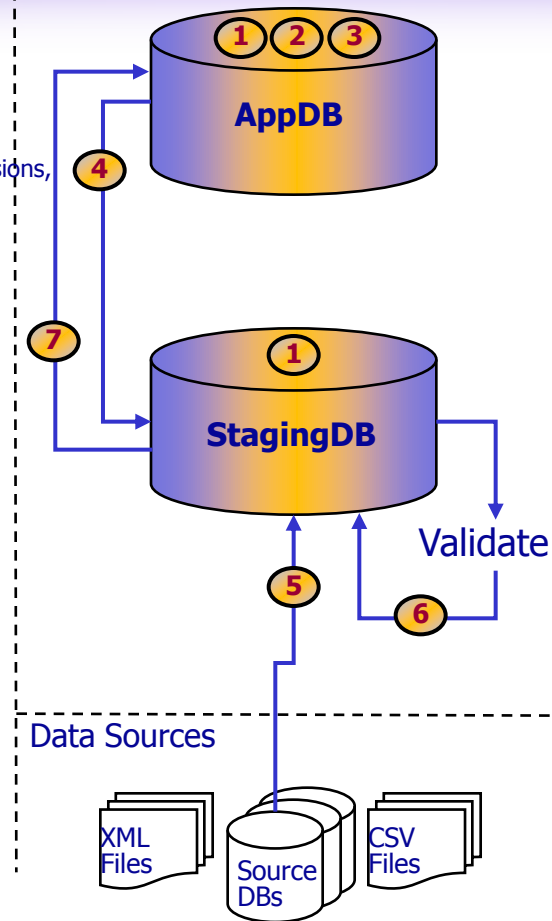 1 2 3
AppDB
4
7
1
StagingDB
Validate
5
6
Data Sources
XML
Files
Source
DBs
CSV
Files